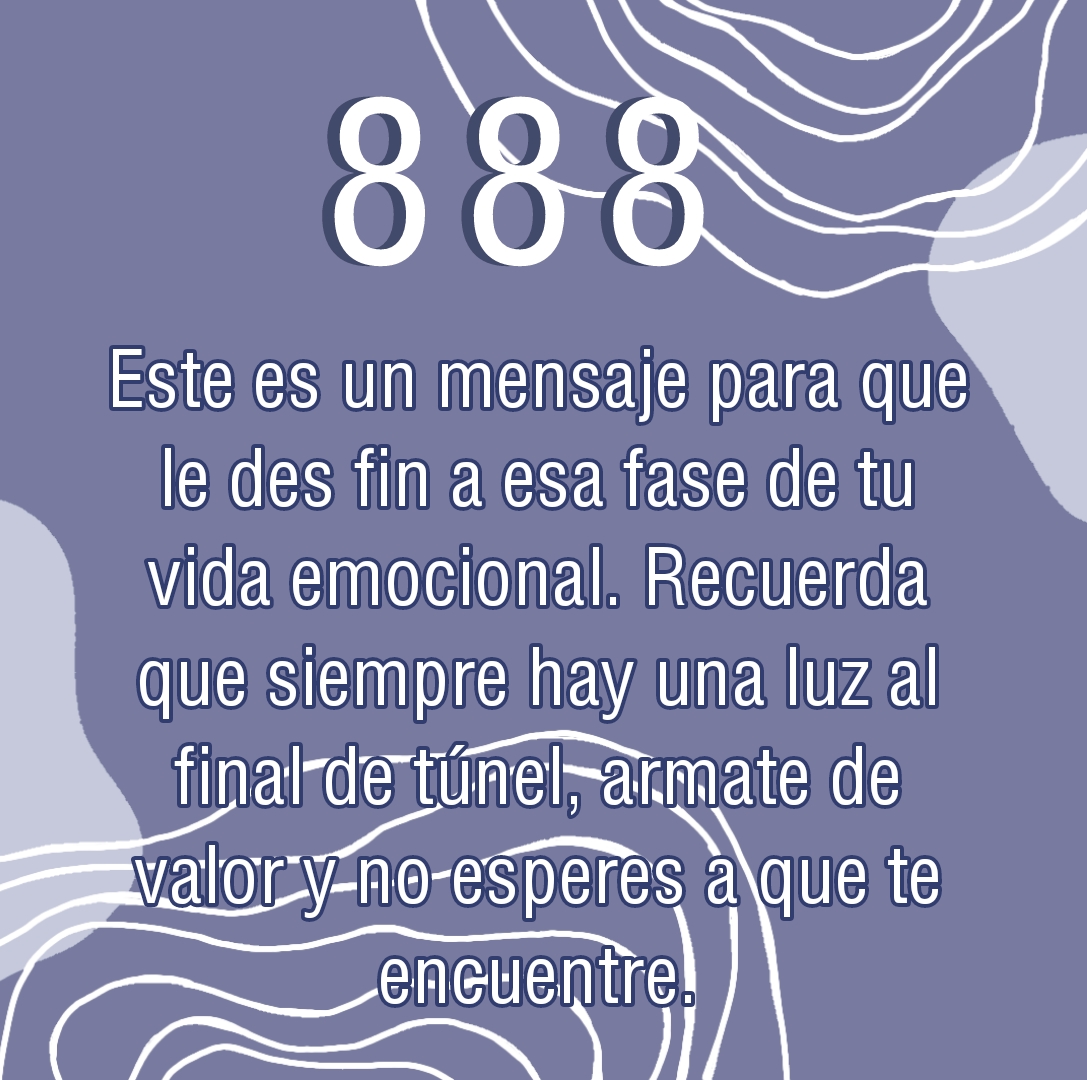 888
Este es un mensaje para que
le des fin a esa fase de tu
vida emocional. Recuerda
que siempre hay una luz al
final de túnel, armate de
valor y no esperes a que te
encuentre.